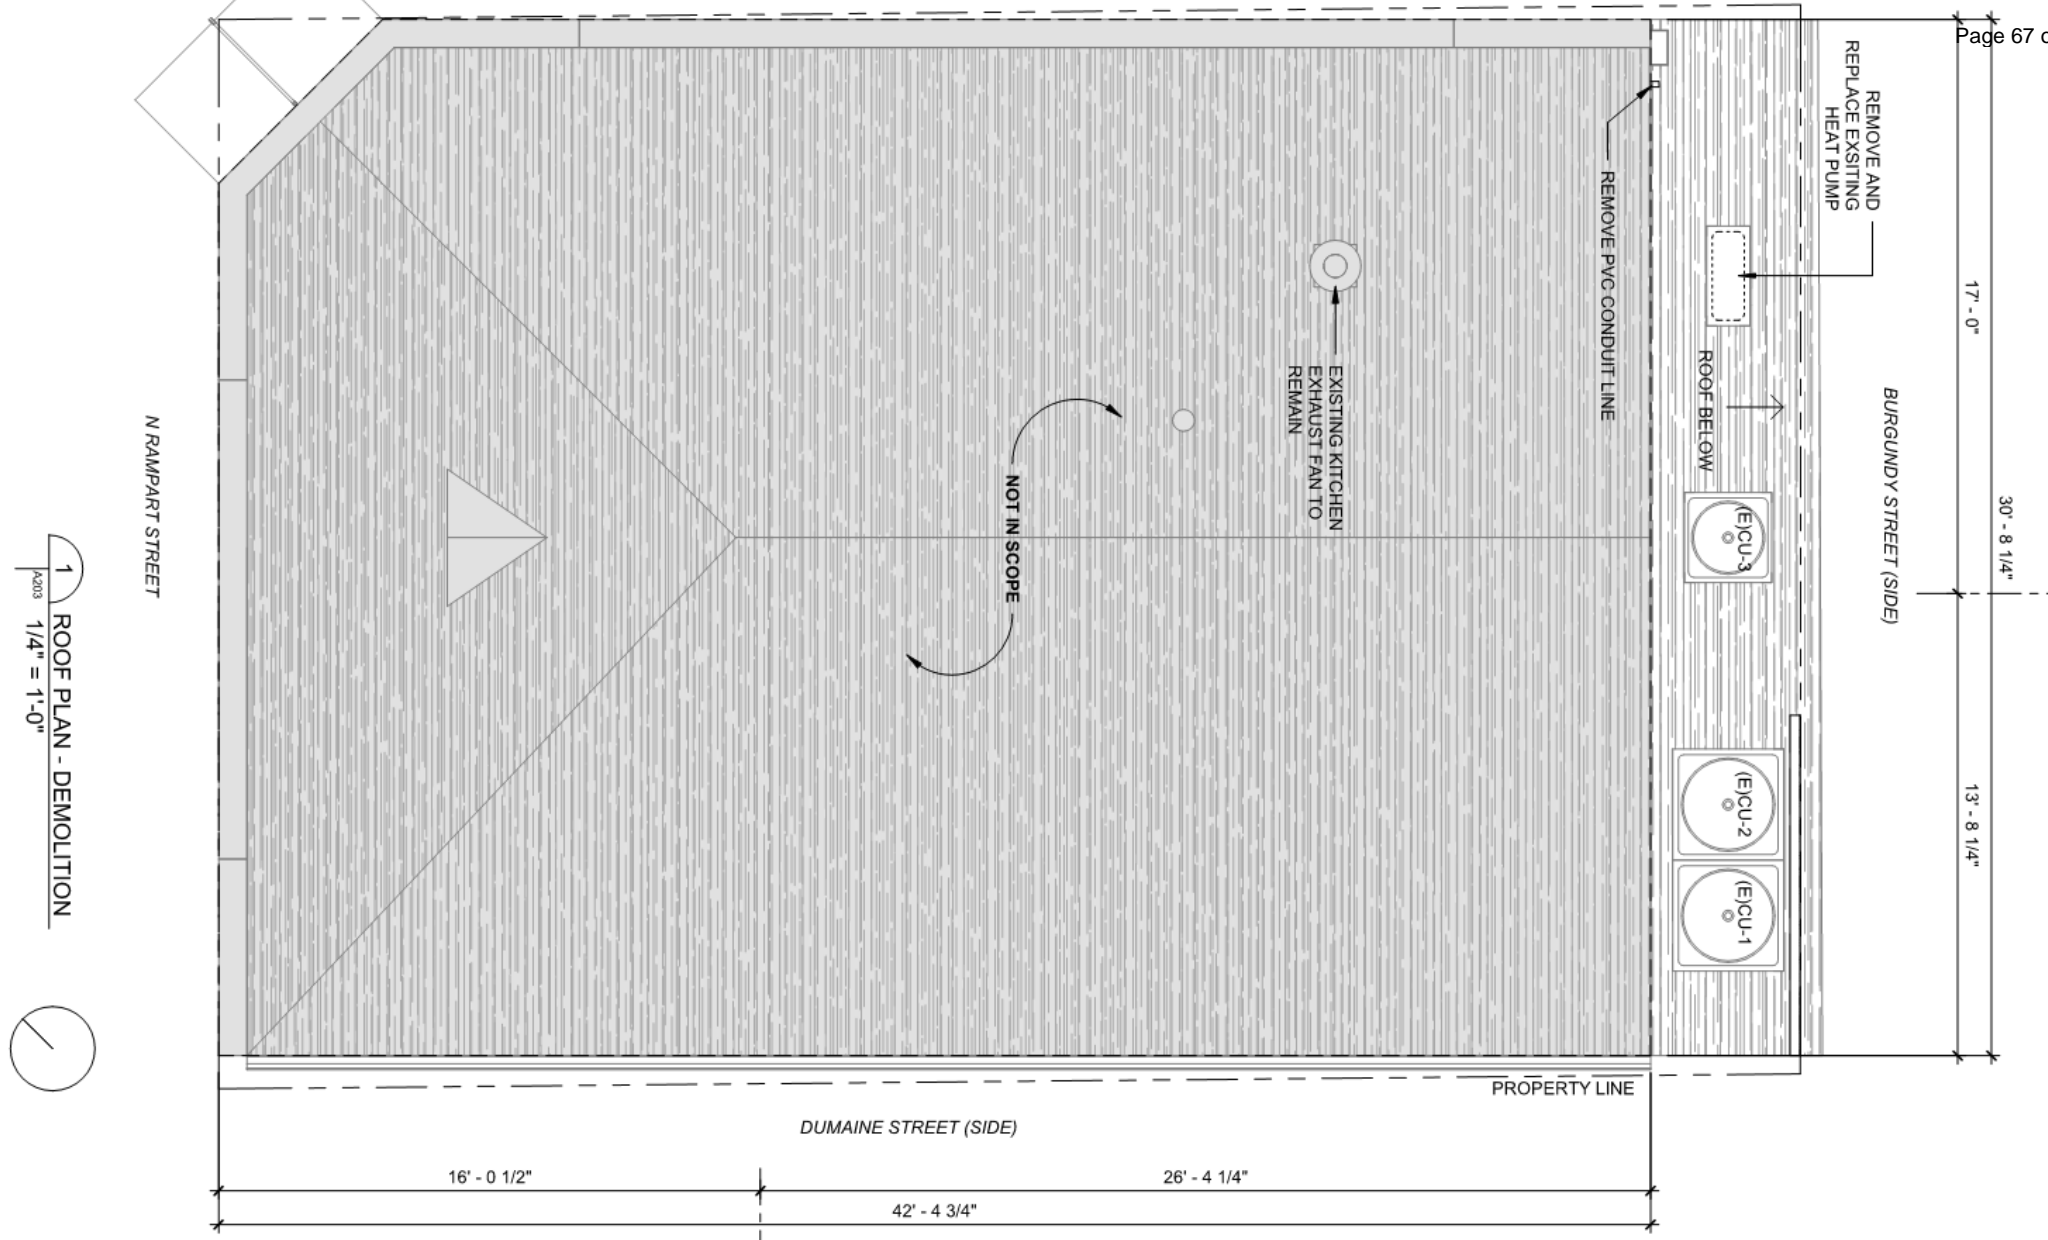 Page 67 o
REMOVE AND
REPLACE EXSITING
HEAT PUMP
17' - 0"
30' - 8 1/4"
13' - 8 1/4"
BURGUNDY STREET (SIDE)
REMOVE PVC CONDUIT LINE
ROOF BELOW
EXISTING KITCHEN
EXHAUST FAN TO
REMAIN
(E)CU-3
(E)CU-2
(E)CU-1
NOT IN SCOPE
N RAMPART STREET
1
A203
ROOF PLAN - DEMOLITION
1/4" = 1'-0"
PROPERTY LINE
DUMAINE STREET (SIDE)
16' - 0 1/2"
26' - 4 1/4"
42' - 4 3/4"